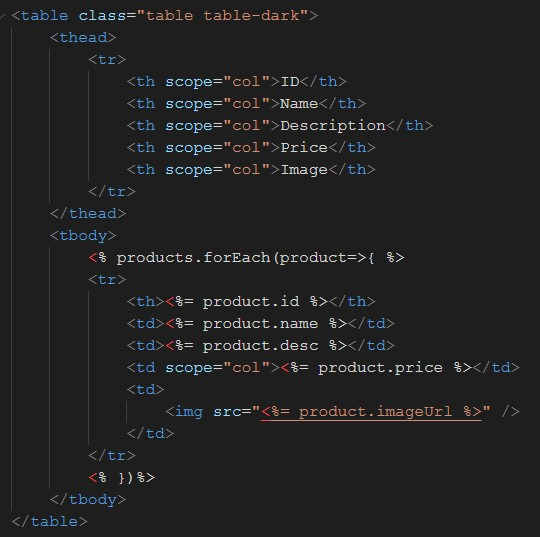 <table class="table table-dark">
<thead>
<tr>
<th scope="col">ID</th>
<th scope="col">Name</th>
<th scope="col">Description</th>
<th scope="col">Price</th>
<th scope="col">Image</th>
</tr>
</thead>
<tbody>
<% products.forEach(product=>{ %>
<tr>
<th><%= product.id %></th>
<td><%= product.name %></td>
<td><%= product.desc %></td>
<td scope="col"><%= product.price %></td>
<td>
<img src="<%= product.imageUrl %>" />
</td>
</tr>
<% })%>
</tbody>
</table>